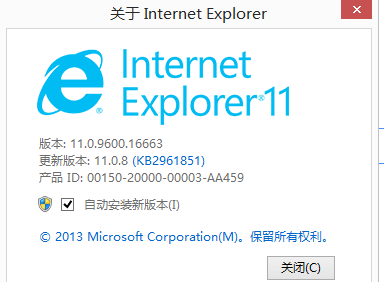 关于 Internet Explorer
Internet
Explorer®11
版本: 11.0.9600.16663
更新版本: 11.0.8 (KB2961851)
产品 ID: 00150-20000-00003-AA459
自动安装新版本(I)
© 2013 Microsoft Corporation(M)。保留所有权利。
关闭(C)